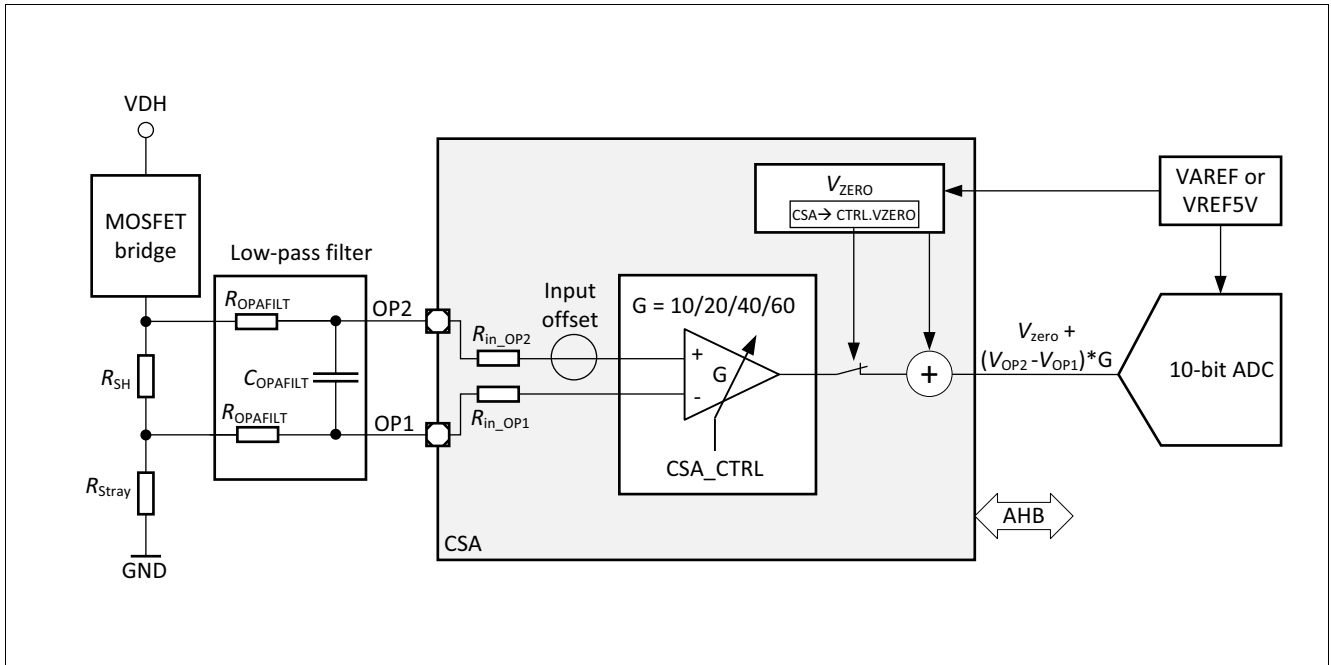 VDH
MOSFET
bridge
Low-pass filter
R_OPAFILT
OP2
R_SH
C_OPAFILT
R_OPAFILT
OP1
R_Stray
GND
Input
offset
R_in_OP2
R_in_OP1
G = 10/20/40/60
+
G
-
CSA_CTRL
V_ZERO
CSA→ CTRL.VZERO
+
V_zero +
(V_OP2 -V_OP1)*G
VAREF or
VREF5V
10-bit ADC
AHB
CSA